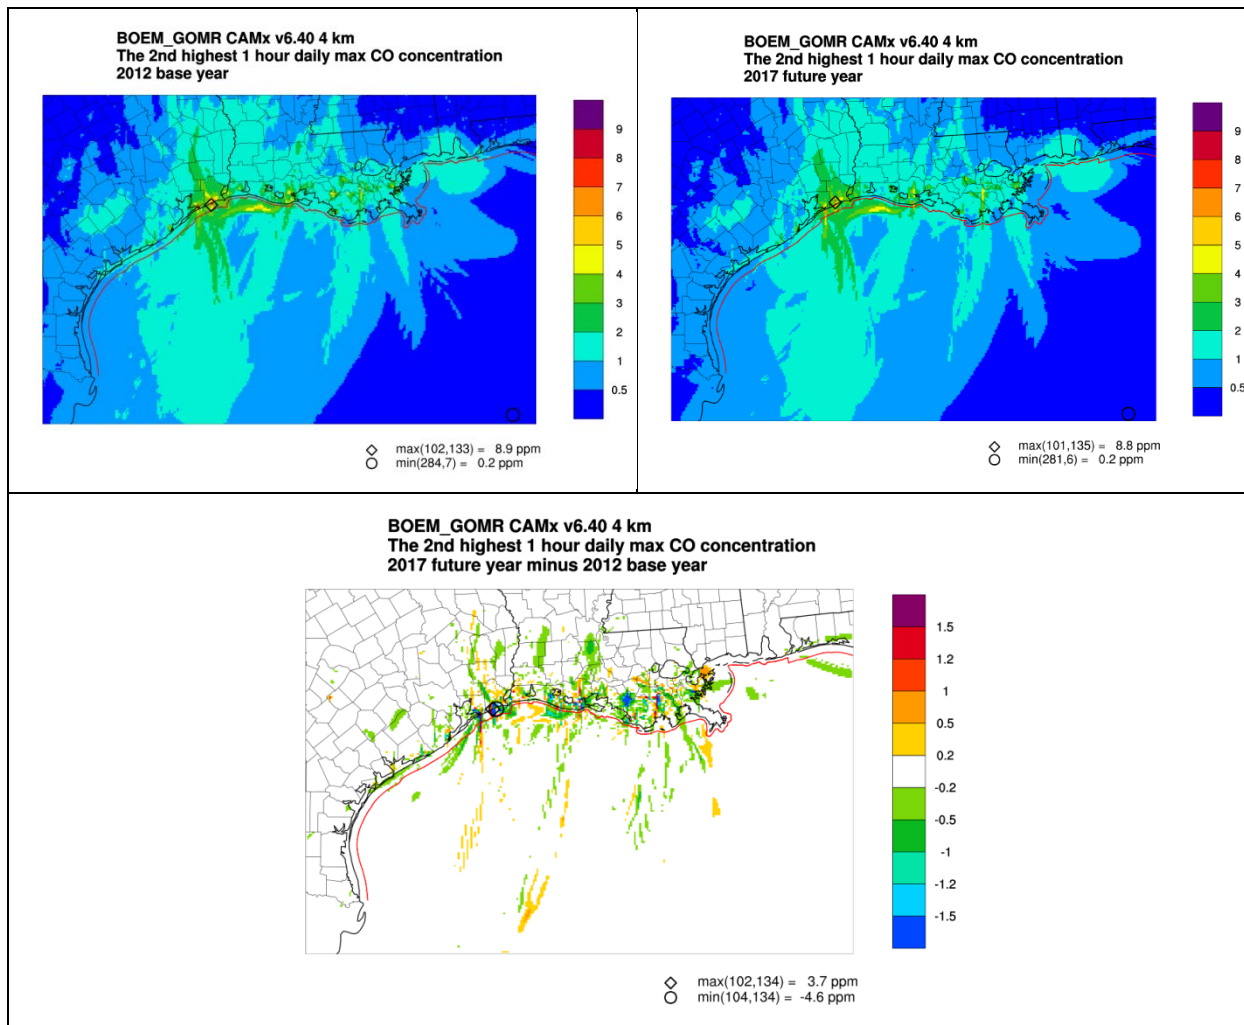 BOEM_GOMR CAMx v6.40 4 km
The 2nd highest 1 hour daily max CO concentration
2012 base year
9
8
7
6
5
4
3
2
1
0.5
max(102,133) = 8.9 ppm
min(284,7) = 0.2 ppm
BOEM_GOMR CAMx v6.40 4 km
The 2nd highest 1 hour daily max CO concentration
2017 future year
9
8
7
6
5
4
3
2
1
0.5
max(101,135) = 8.8 ppm
min(281,6) = 0.2 ppm
BOEM_GOMR CAMx v6.40 4 km
The 2nd highest 1 hour daily max CO concentration
2017 future year minus 2012 base year
1.5
1.2
1
0.5
0.2
-0.2
-0.5
-1
-1.2
-1.5
max(102,134) = 3.7 ppm
min(104,134) = -4.6 ppm